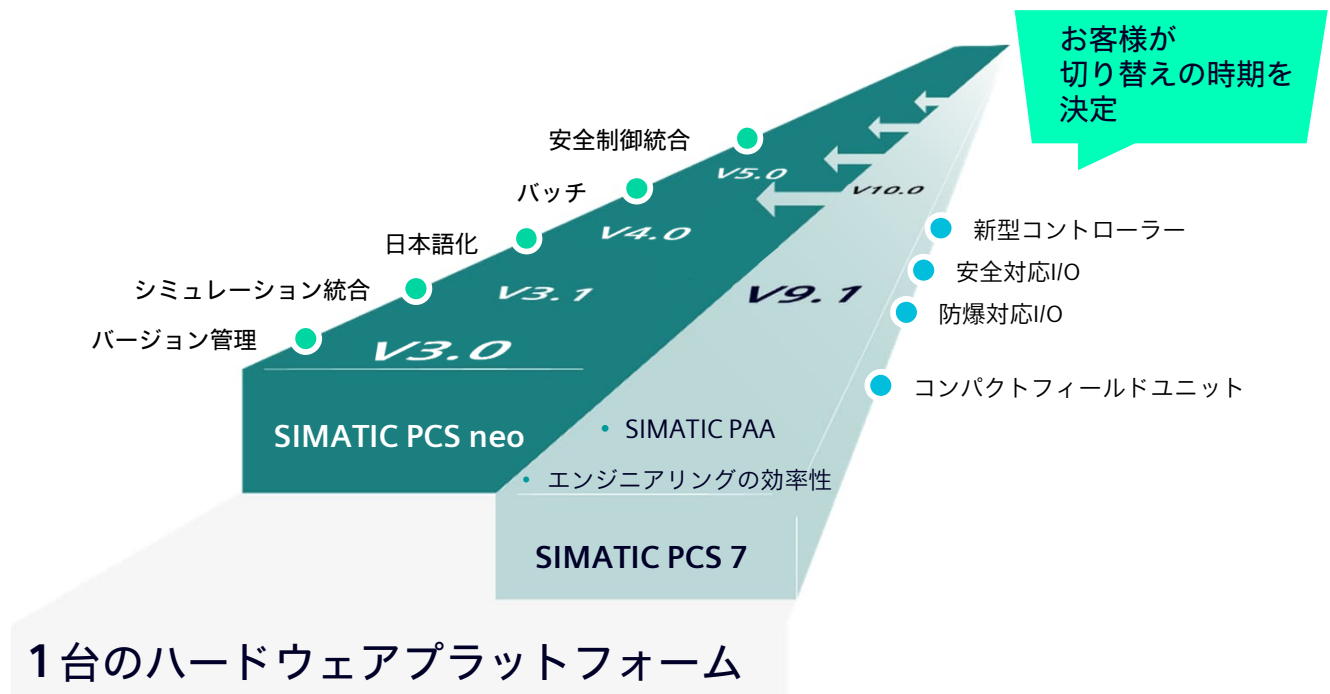 お客様が
切り替えの時期を
決定
安全制御統合
バッチ
日本語化
シミュレーション統合
バージョン管理
V5.0
V4.0
V3.1
V3.0
V10.0
V9.1
新型コントローラー
安全対応I/O
防爆対応I/O
コンパクトフィールドユニット
SIMATIC PCS neo
• SIMATIC PAA
• エンジニアリングの効率性
SIMATIC PCS 7
1台のハードウェアプラットフォーム